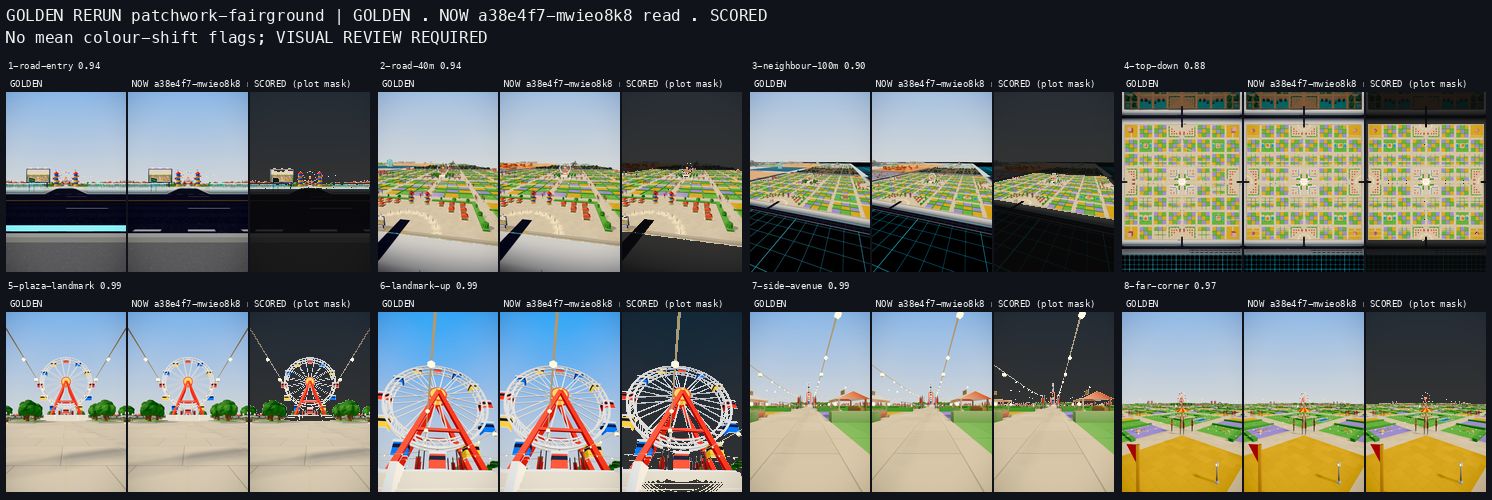 GOLDEN RERUN patchwork-fairground | GOLDEN . NOW a38e4f7-mwieo8k8 read . SCORED
No mean colour-shift flags; VISUAL REVIEW REQUIRED
1-road-entry 0.94
GOLDEN NOW a38e4f7-mwieo8k8 SCORED (plot mask)
2-road-40m 0.94
GOLDEN NOW a38e4f7-mwieo8k8 SCORED (plot mask)
3-neighbour-100m 0.90
GOLDEN NOW a38e4f7-mwieo8k8 SCORED (plot mask)
4-top-down 0.88
GOLDEN NOW a38e4f7-mwieo8k8 SCORED (plot mask)
5-plaza-landmark 0.99
GOLDEN NOW a38e4f7-mwieo8k8 SCORED (plot mask)
6-landmark-up 0.99
GOLDEN NOW a38e4f7-mwieo8k8 SCORED (plot mask)
7-side-avenue 0.99
GOLDEN NOW a38e4f7-mwieo8k8 SCORED (plot mask)
8-far-corner 0.97
GOLDEN NOW a38e4f7-mwieo8k8 SCORED (plot mask)